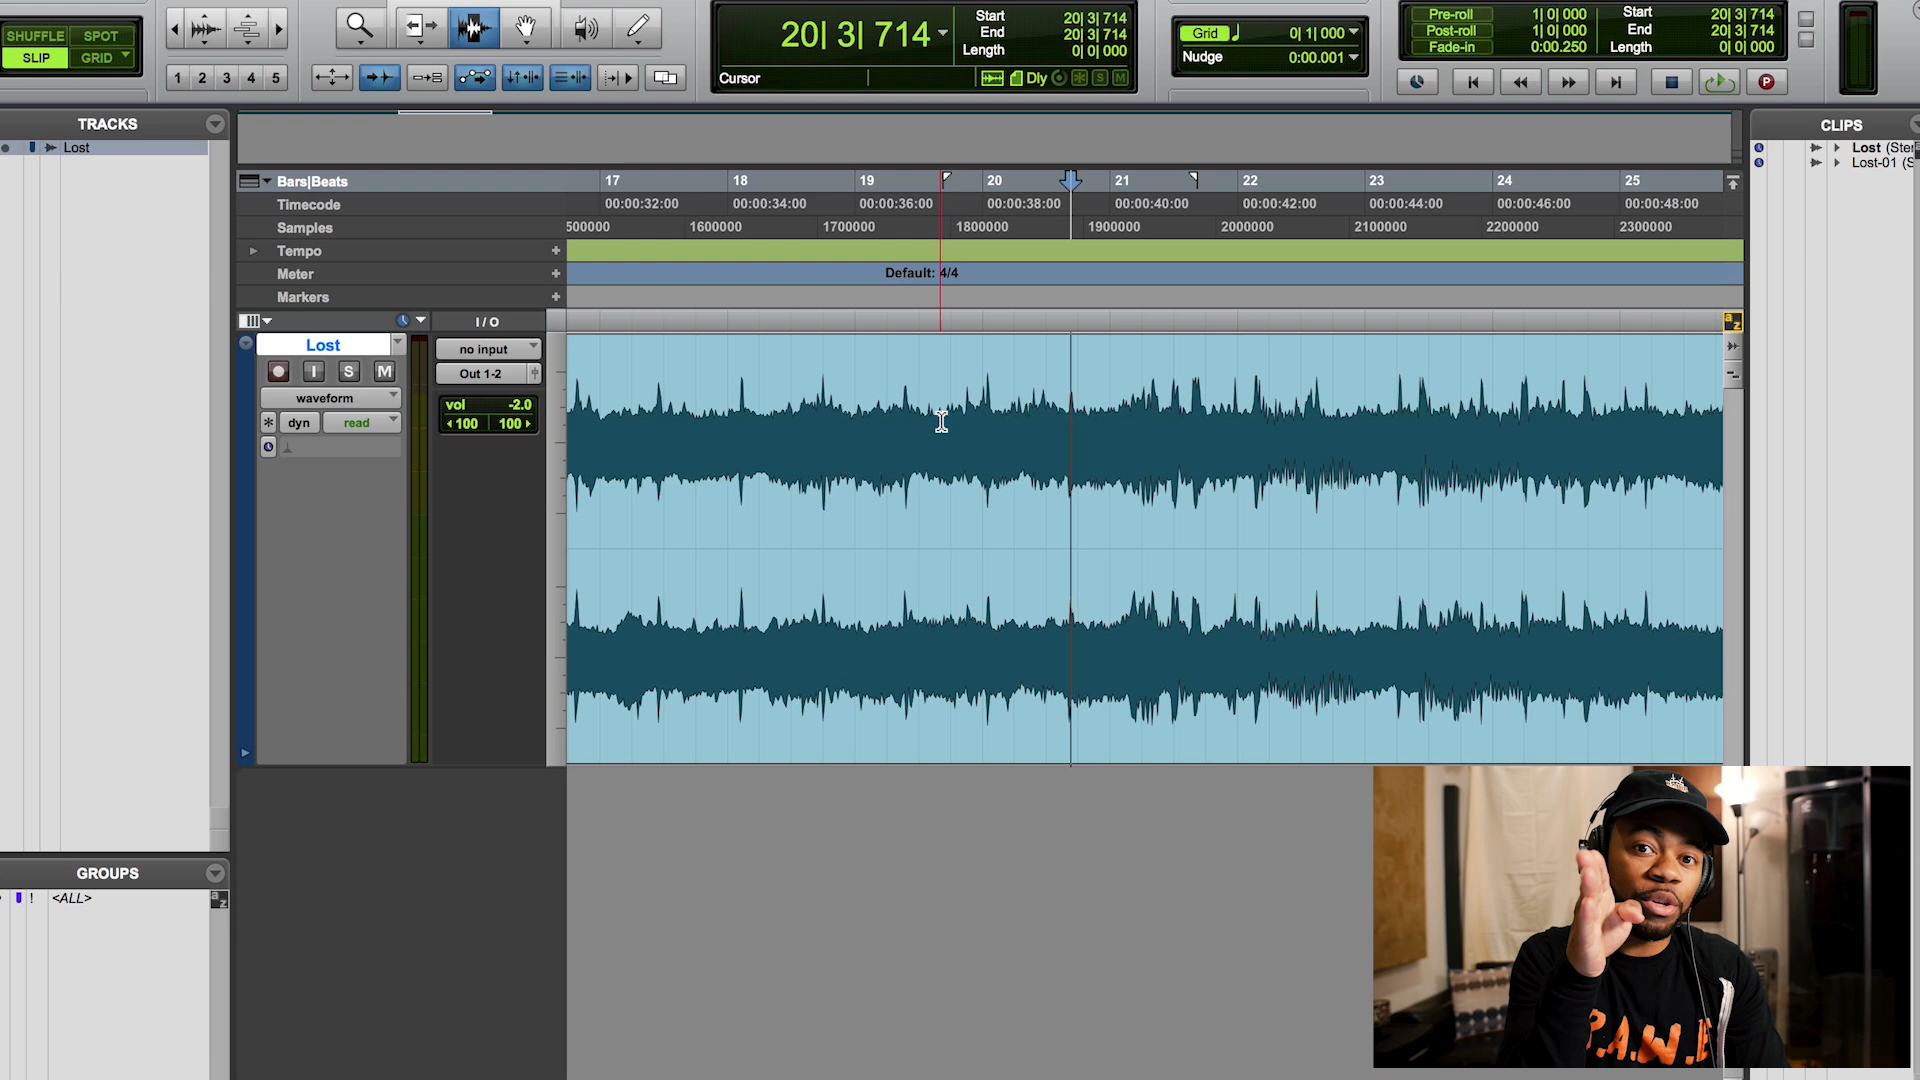 SHUFFLE SPOT
SLIP GRID
1 2 3 4 5
20| 3| 714
Start 20| 3| 714
End 20| 3| 714
Length 0| 0| 000
Cursor
Dly
S M
Grid 0| 1| 000
Nudge 0:00.001
Pre-roll 1| 0| 000
Post-roll 1| 0| 000
Fade-in 0:00.250
Start 20| 3| 714
End 20| 3| 714
Length 0| 0| 000
P
TRACKS
Lost
CLIPS
Lost (Ster
Lost-01 (S
Bars|Beats 17 18 19 20 21 22 23 24 25
Timecode 00:00:32:00 00:00:34:00 00:00:36:00 00:00:38:00 00:00:40:00 00:00:42:00 00:00:44:00 00:00:46:00 00:00:48:00
Samples 500000 1600000 1700000 1800000 1900000 2000000 2100000 2200000 2300000
Tempo +
Meter + Default: 4/4
Markers +
I / O
a z
Lost
no input
I S M
Out 1-2
waveform
vol -2.0
100 100
dyn read
GROUPS
! <ALL>
a z
P.A.W.E